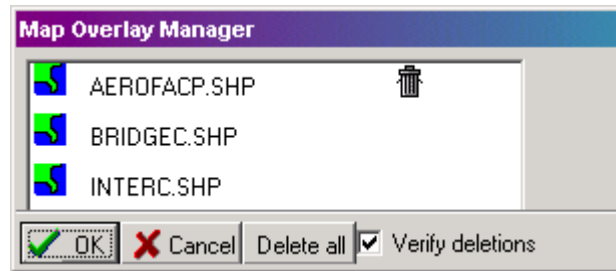 Map Overlay Manager
AEROFACP.SHP
BRIDGEC.SHP
INTERC.SHP
OK Cancel Delete all Verify deletions